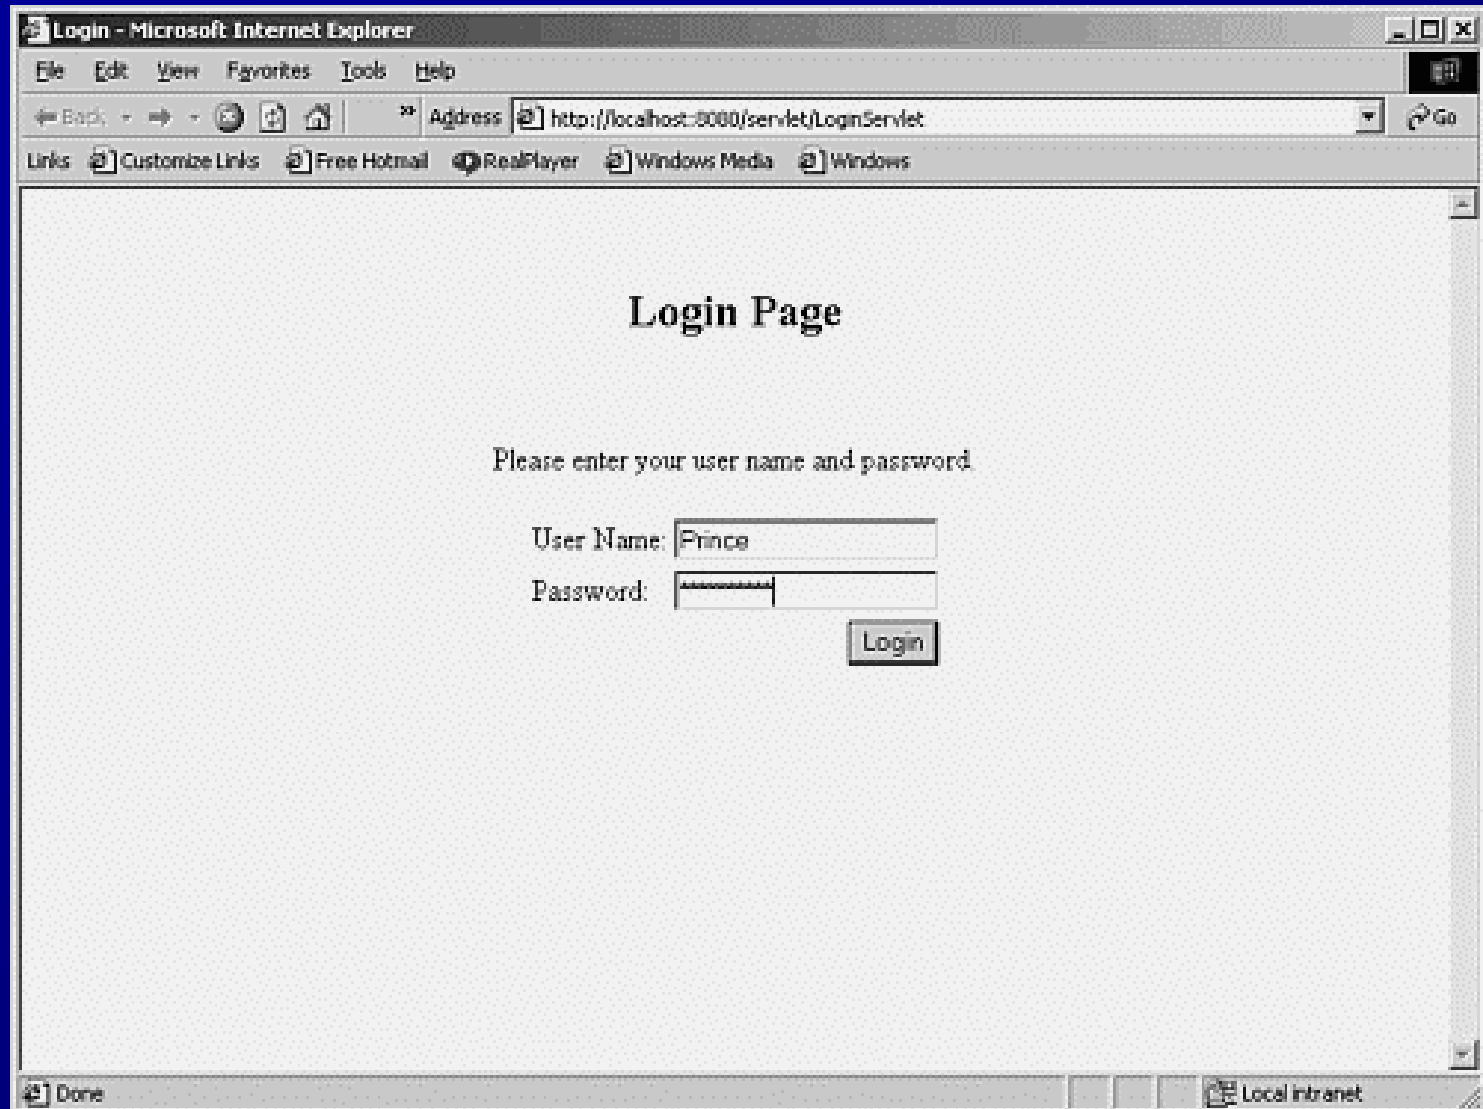 Login - Microsoft Internet Explorer
File Edit View Favorites Tools Help
Back Address http://localhost:8080/servlet/LoginServlet Go
Links Customize Links Free Hotmail RealPlayer Windows Media Windows
Login Page
Please enter your user name and password
User Name: Prince
Password:
Login
Done Local intranet